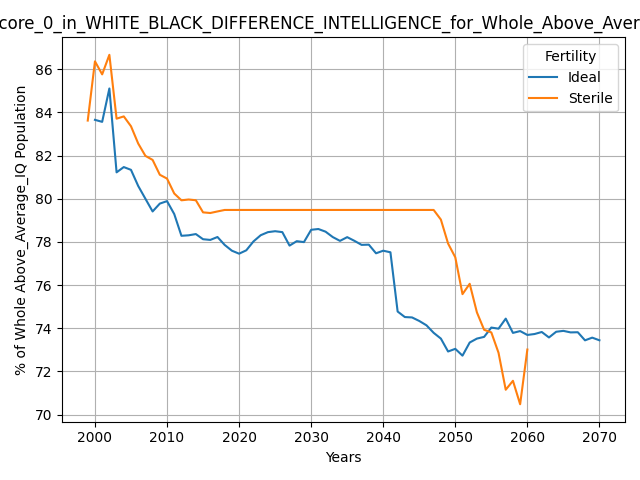 core_0_in_WHITE_BLACK_DIFFERENCE_INTELLIGENCE_for_Whole_Above_Aver
Fertility
Ideal
Sterile
% of Whole Above_Average_IQ Population
86
84
82
80
78
76
74
72
70
2000 2010 2020 2030 2040 2050 2060 2070
Years